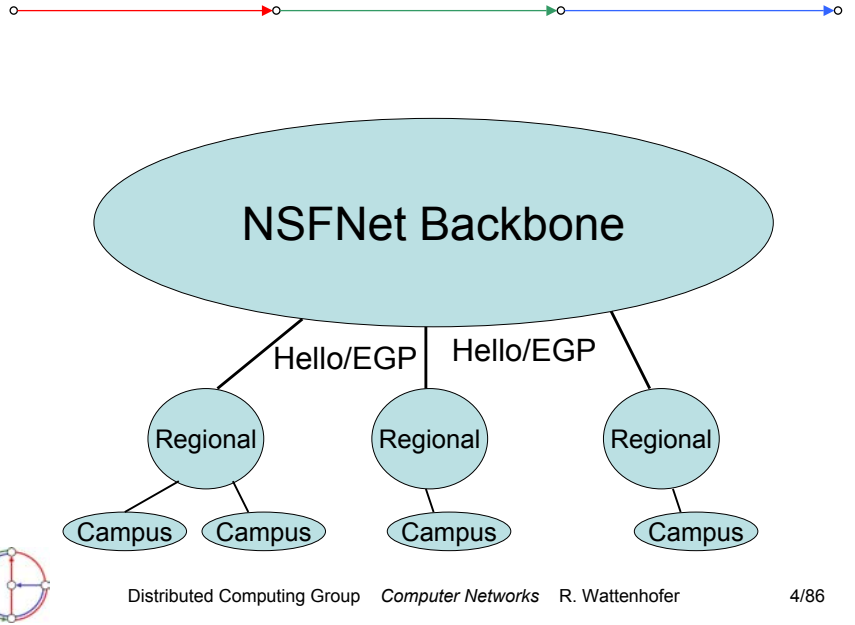 NSFNet Backbone
Hello/EGP Hello/EGP
Regional Regional Regional
Campus Campus Campus Campus
Distributed Computing Group Computer Networks R. Wattenhofer 4/86